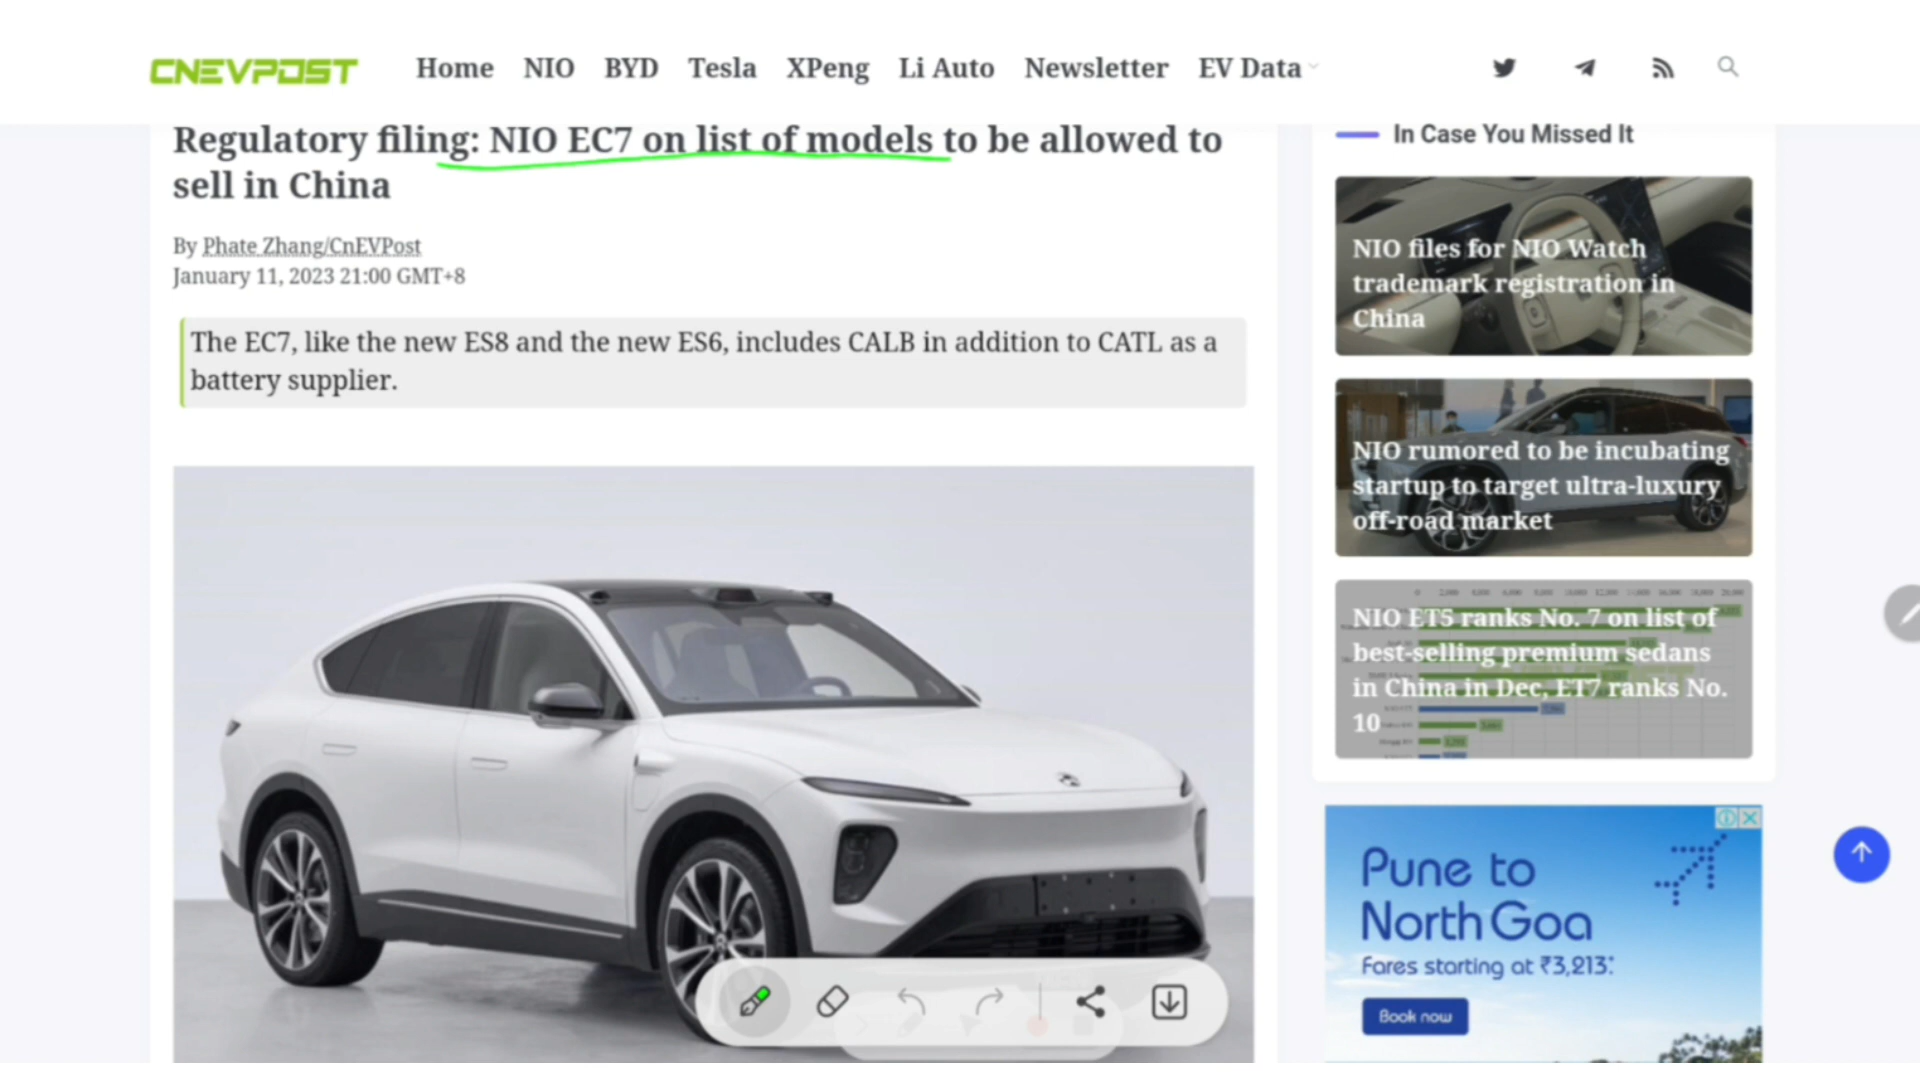 CNEVPOST
Home NIO BYD Tesla XPeng Li Auto Newsletter EV Data
Regulatory filing: NIO EC7 on list of models to be allowed to
sell in China
By Phate Zhang/CnEVPost
January 11, 2023 21:00 GMT+8
The EC7, like the new ES8 and the new ES6, includes CALB in addition to CATL as a
battery supplier.
In Case You Missed It
NIO files for NIO Watch
trademark registration in
China
NIO rumored to be incubating
startup to target ultra-luxury
off-road market
NIO ET5 ranks No. 7 on list of
best-selling premium sedans
in China in Dec, ET7 ranks No.
10
Pune to
North Goa
Fares starting at ₹3,213*.
Book now